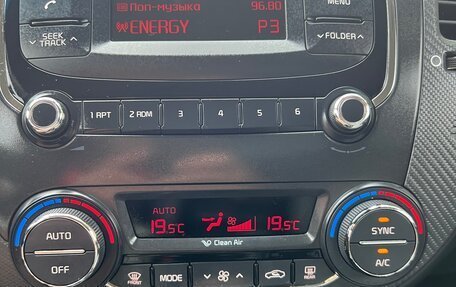 Поп-музыка 96.80
MENU
ENERGY P3
SEEK
TRACK
FOLDER
1 RPT 2 RDM 3 4 5 6
AUTO
19.5C 19.5C
Clean Air
AUTO
OFF
SYNC
A/C
FRONT
MODE
REAR